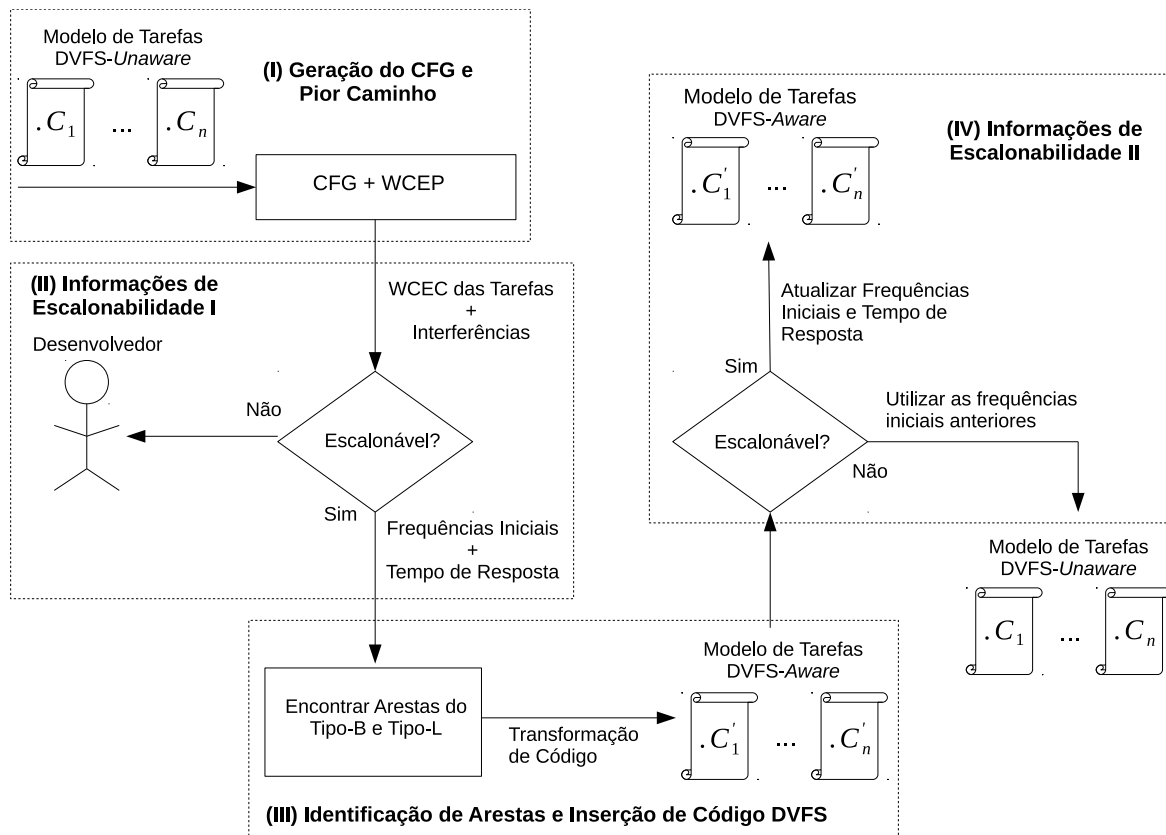 Modelo de Tarefas
DVFS-Unaware
(I) Geração do CFG e
Pior Caminho
. C1 ... . Cn
CFG + WCEP
(II) Informações de
Escalonabilidade I
WCEC das Tarefas
+
Interferências
Desenvolvedor
Não
Escalonável?
Sim
Frequências Iniciais
+
Tempo de Resposta
Encontrar Arestas do
Tipo-B e Tipo-L
Transformação
de Código
Modelo de Tarefas
DVFS-Aware
. C1' ... . Cn'
(III) Identificação de Arestas e Inserção de Código DVFS
Modelo de Tarefas
DVFS-Aware
(IV) Informações de
Escalonabilidade II
. C1' ... . Cn'
Atualizar Frequências
Iniciais e Tempo de
Resposta
Sim
Escalonável?
Utilizar as frequências
iniciais anteriores
Não
Modelo de Tarefas
DVFS-Unaware
. C1 ... . Cn